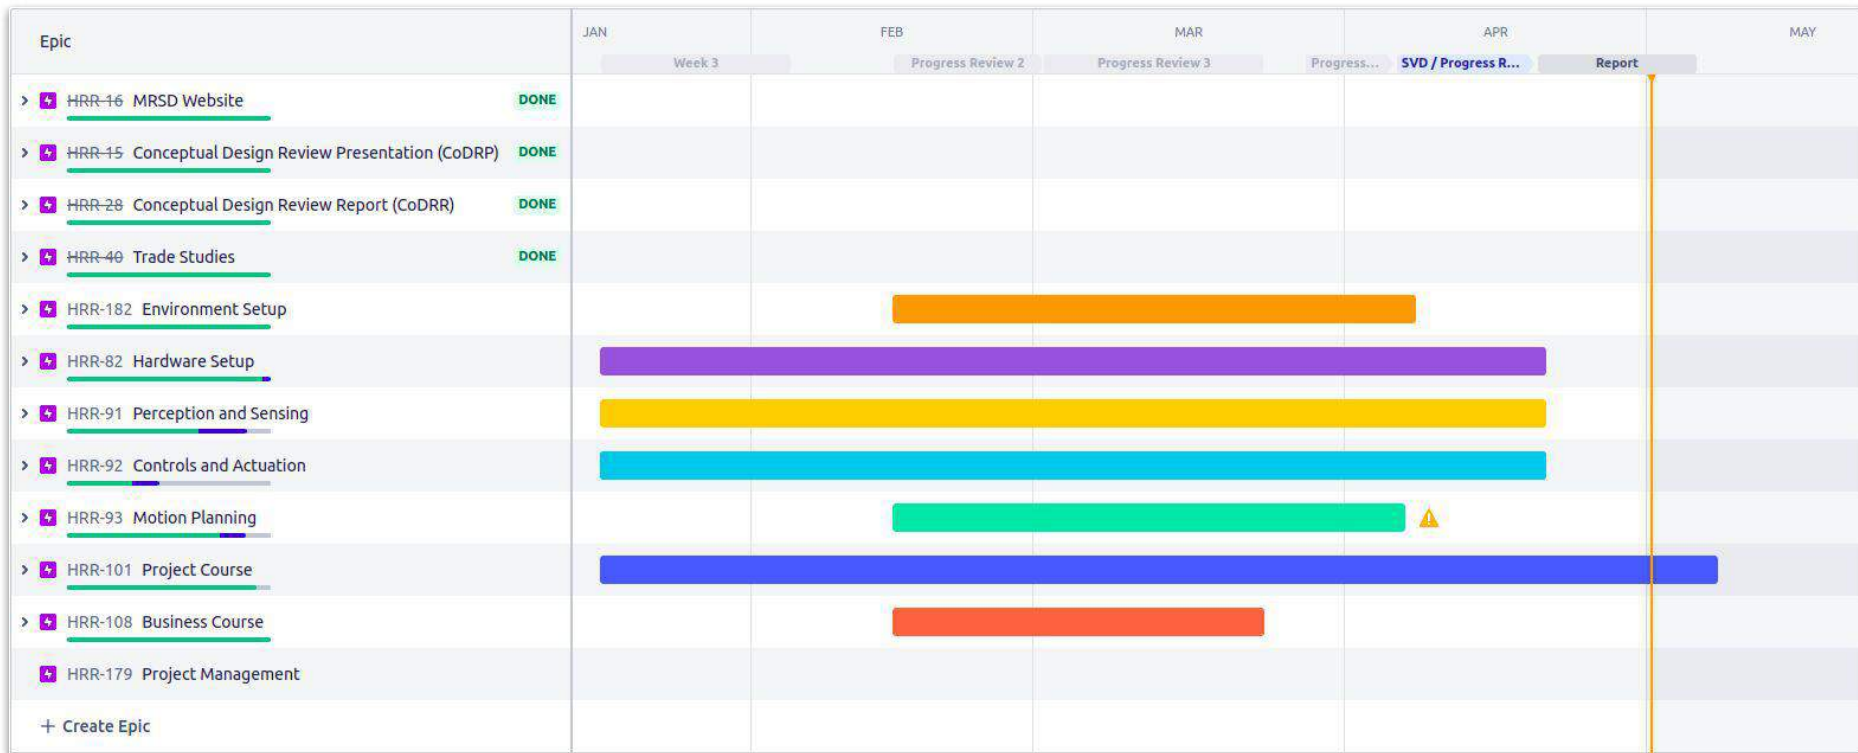 Epic
JAN FEB MAR APR MAY
Week 3 Progress Review 2 Progress Review 3 Progress... SVD / Progress R... Report
HRR-16 MRSD Website DONE
HRR-15 Conceptual Design Review Presentation (CoDRP) DONE
HRR-28 Conceptual Design Review Report (CoDRR) DONE
HRR-40 Trade Studies DONE
HRR-182 Environment Setup
HRR-82 Hardware Setup
HRR-91 Perception and Sensing
HRR-92 Controls and Actuation
HRR-93 Motion Planning
HRR-101 Project Course
HRR-108 Business Course
HRR-179 Project Management
+ Create Epic